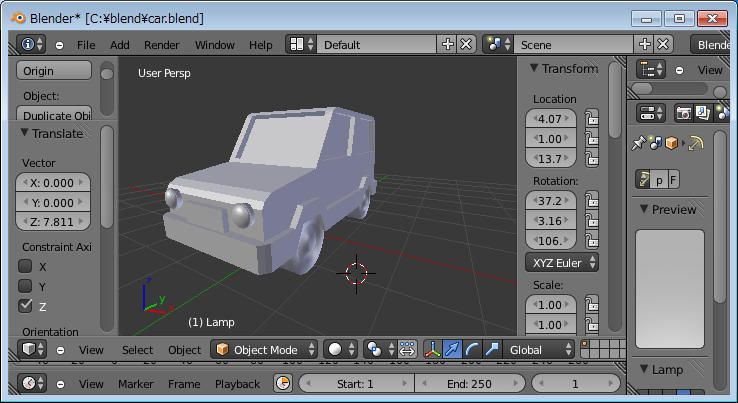 Blender* [C:¥blend¥car.blend]
File Add Render Window Help Default Scene Blende
Origin
Object:
Duplicate Obj
Translate
Vector
X: 0.000
Y: 0.000
Z: 7.811
Constraint Axi
X
Y
Z
Orientation
User Persp
z
y
x
(1) Lamp
Transform
Location
4.07
1.00
13.7
Rotation:
37.2
3.16
106.
XYZ Euler
Scale:
1.00
1.00
View
p F
Preview
Lamp
View Select Object Object Mode Global
View Marker Frame Playback Start: 1 End: 250 1